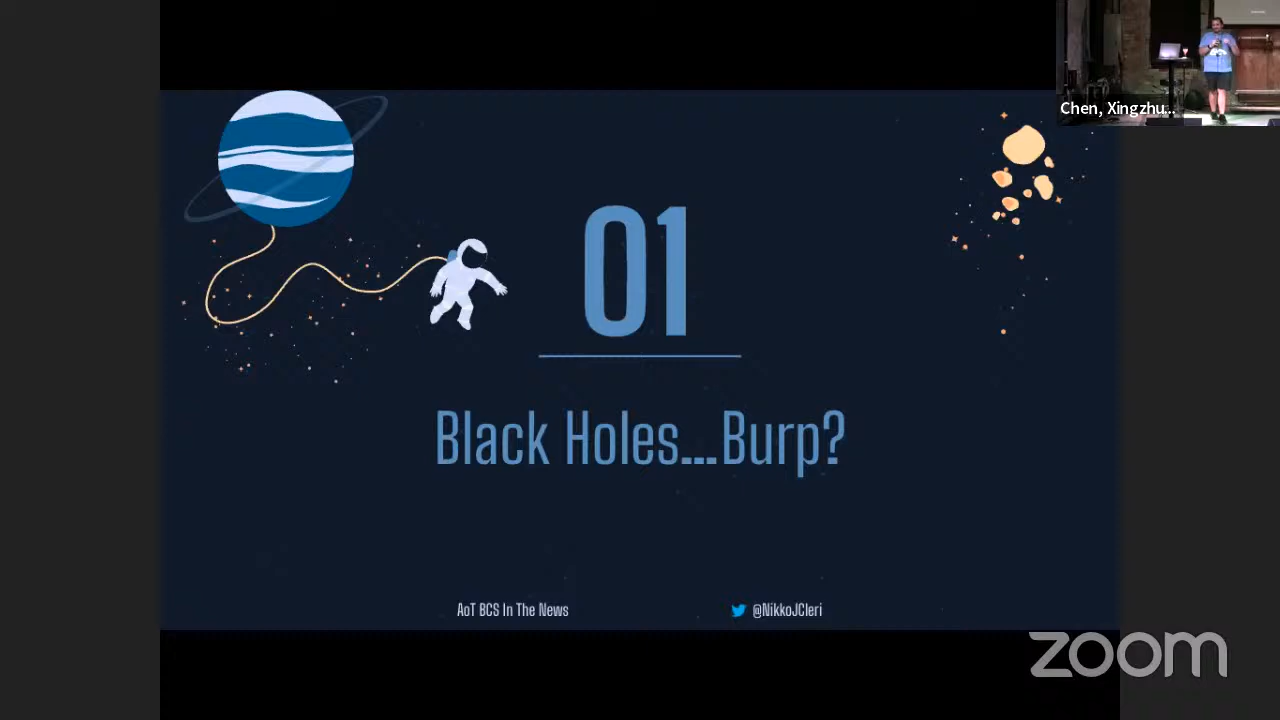 Chen, Xingzhu...
01
Black Holes...Burp?
AoT BCS In The News
@NikkoJCleri
zoom